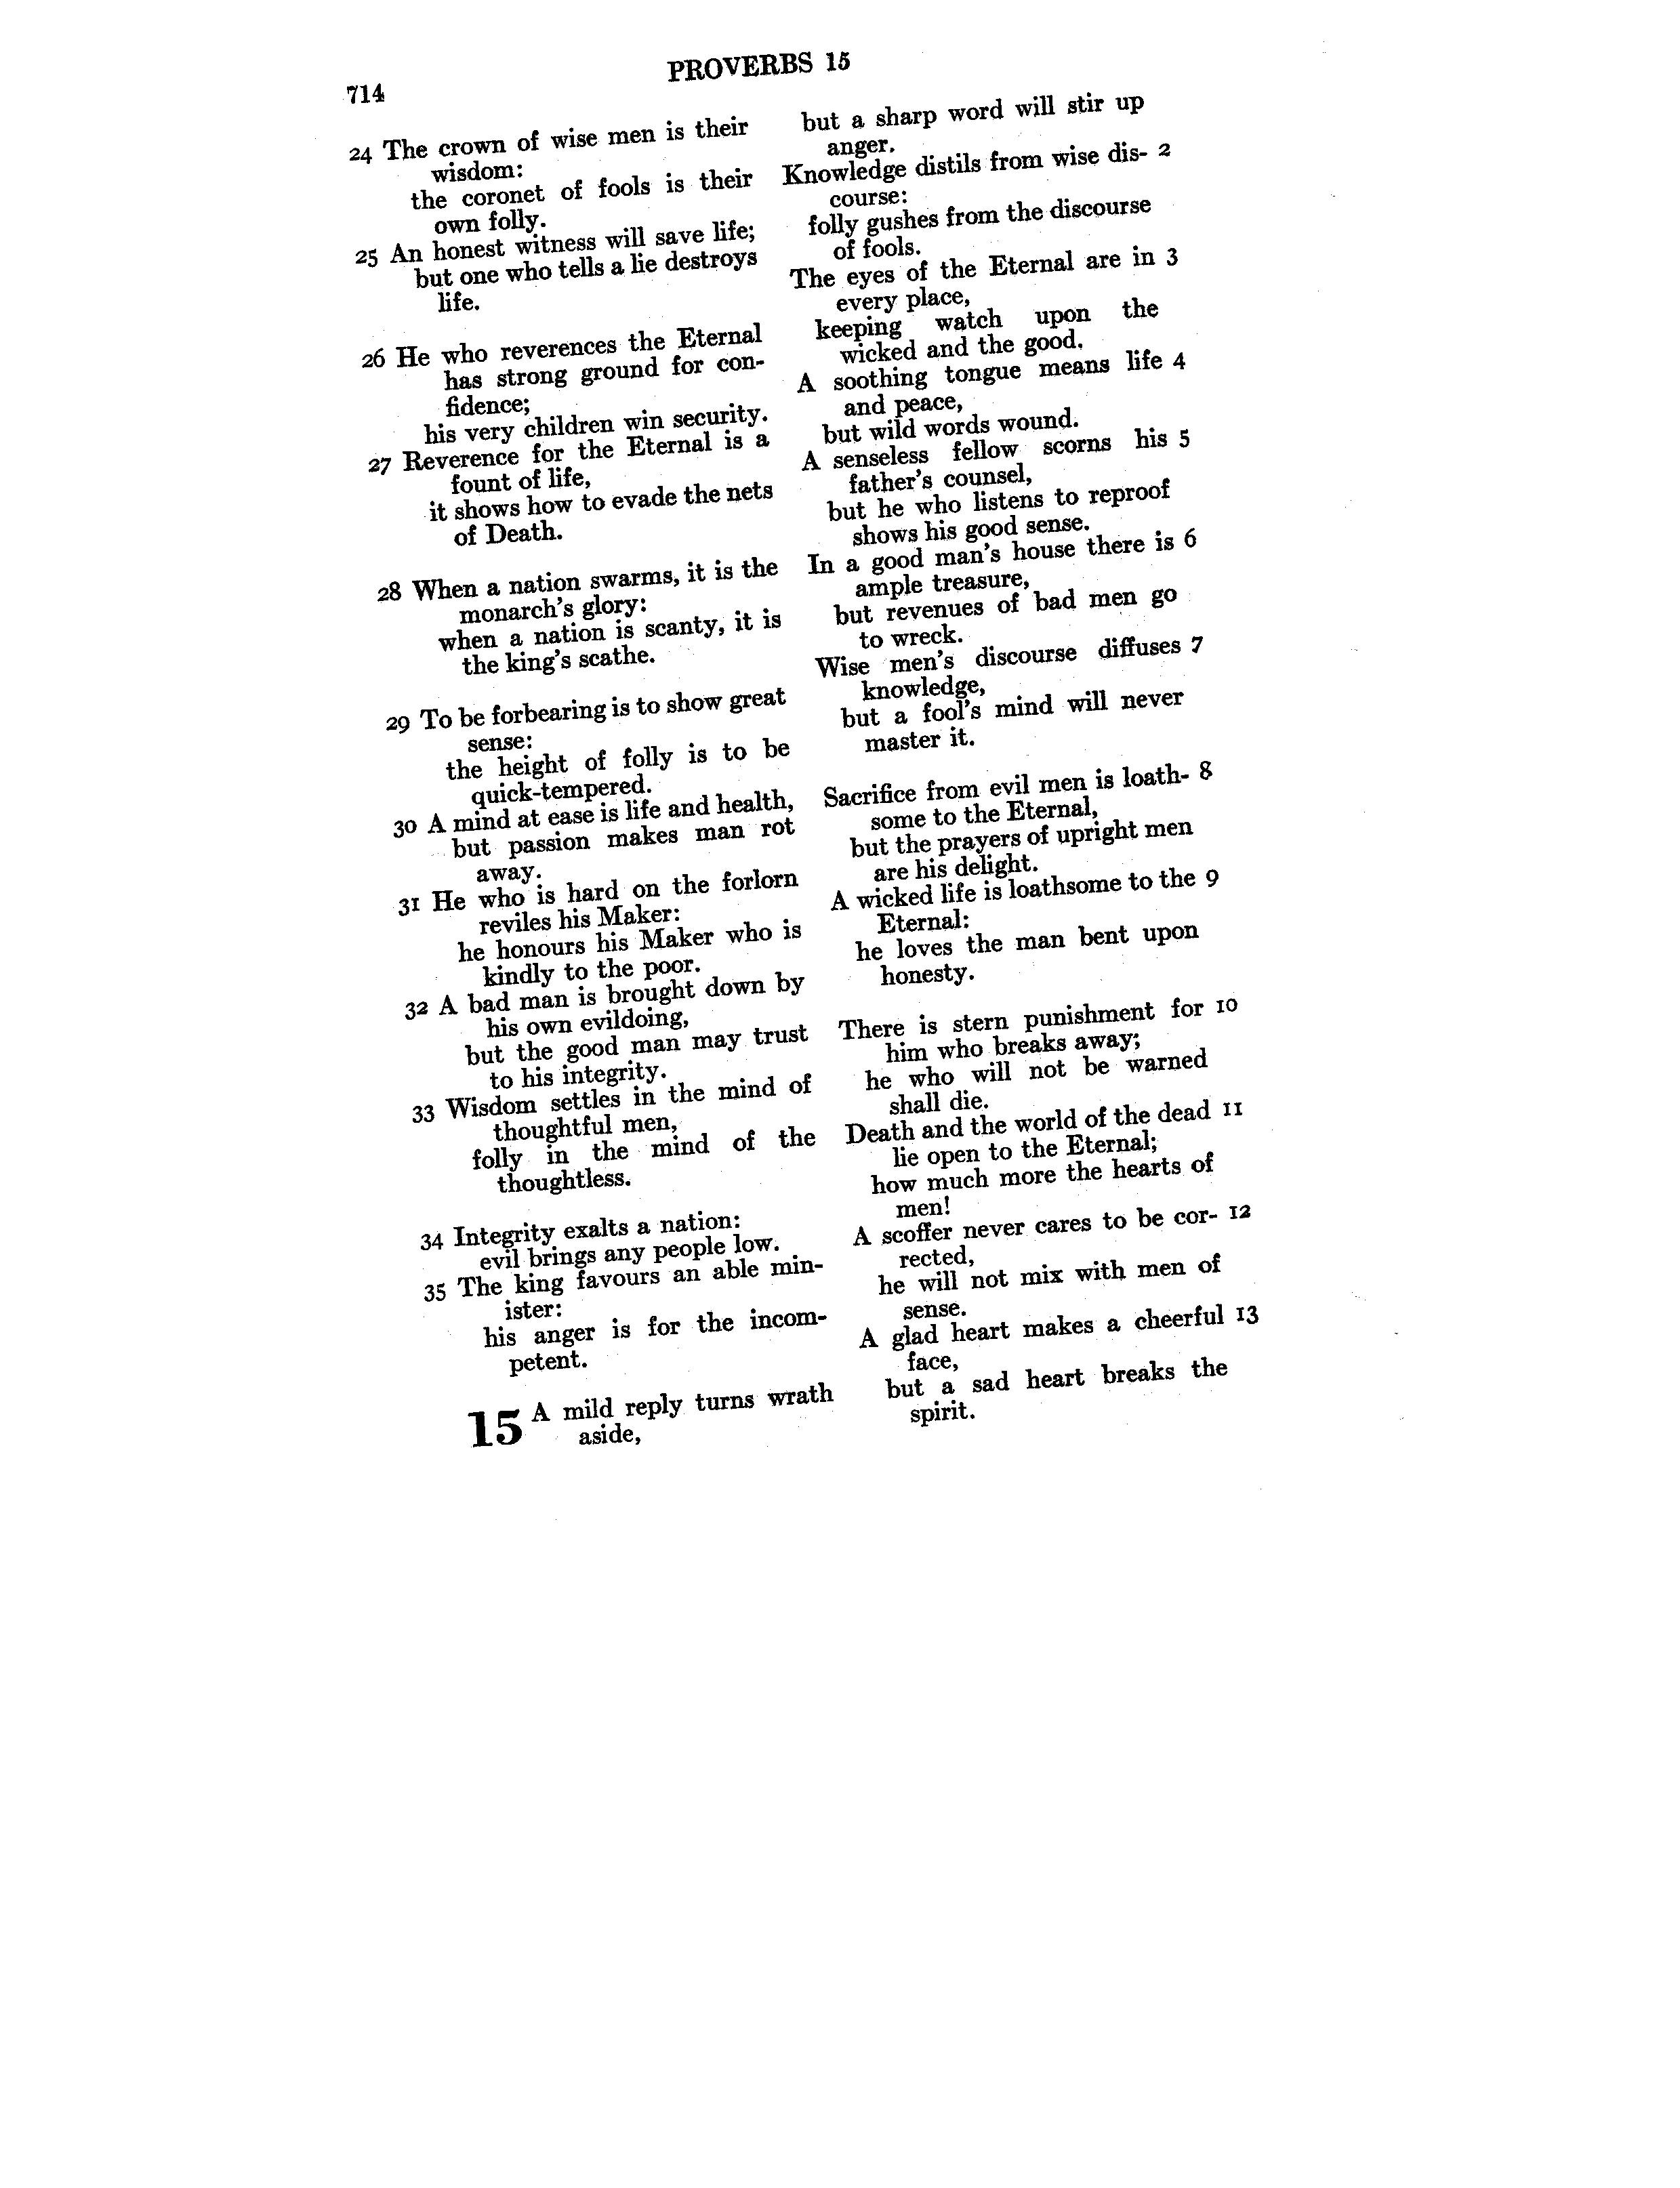 714
PROVERBS 15
24 The crown of wise men is their
wisdom:
the coronet of fools is their
own folly.
25 An honest witness will save life;
but one who tells a lie destroys
life.
26 He who reverences the Eternal
has strong ground for con-
fidence;
his very children win security.
27 Reverence for the Eternal is a
fount of life,
it shows how to evade the nets
of Death.
28 When a nation swarms, it is the
monarch's glory:
when a nation is scanty, it is
the king's scathe.
29 To be forbearing is to show great
sense:
the height of folly is to be
quick-tempered.
30 A mind at ease is life and health,
but passion makes man rot
away.
31 He who is hard on the forlorn
reviles his Maker:
he honours his Maker who is
kindly to the poor.
32 A bad man is brought down by
his own evildoing,
but the good man may trust
to his integrity.
33 Wisdom settles in the mind of
thoughtful men,
folly in the mind of the
thoughtless.
34 Integrity exalts a nation:
evil brings any people low.
35 The king favours an able min-
ister:
his anger is for the incom-
petent.
15 A mild reply turns wrath
aside,
but a sharp word will stir up
anger.
Knowledge distils from wise dis- 2
course:
folly gushes from the discourse
of fools.
The eyes of the Eternal are in 3
every place,
keeping watch upon the
wicked and the good.
A soothing tongue means life 4
and peace,
but wild words wound.
A senseless fellow scorns his 5
father's counsel,
but he who listens to reproof
shows his good sense.
In a good man's house there is 6
ample treasure,
but revenues of bad men go
to wreck.
Wise men's discourse diffuses 7
knowledge,
but a fool's mind will never
master it.
Sacrifice from evil men is loath- 8
some to the Eternal,
but the prayers of upright men
are his delight.
A wicked life is loathsome to the 9
Eternal:
he loves the man bent upon
honesty.
There is stern punishment for 10
him who breaks away;
he who will not be warned
shall die.
Death and the world of the dead 11
lie open to the Eternal;
how much more the hearts of
men!
A scoffer never cares to be cor- 12
rected,
he will not mix with men of
sense.
A glad heart makes a cheerful 13
face,
but a sad heart breaks the
spirit.